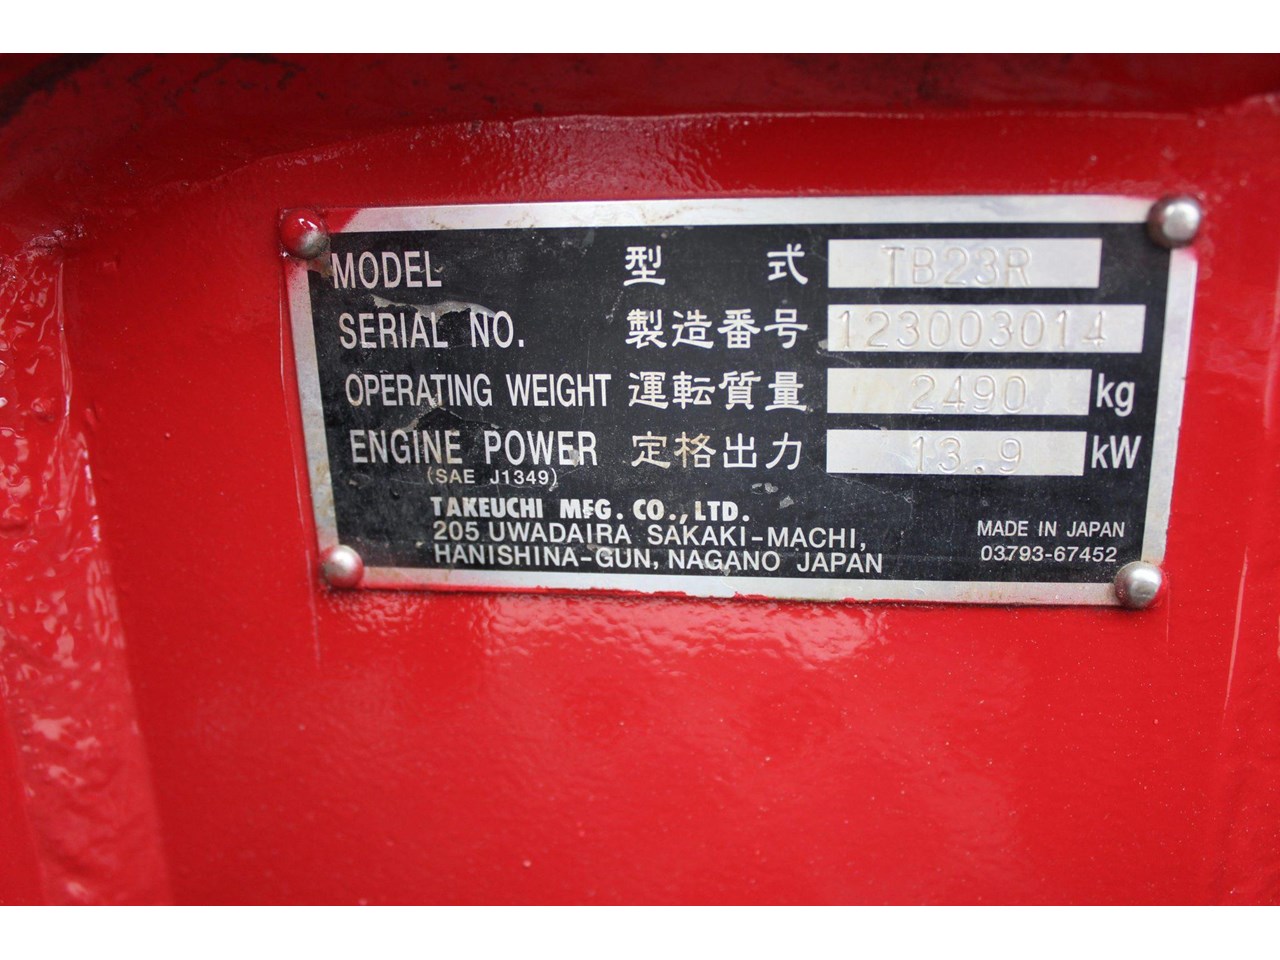 MODEL 型式 TB23R
SERIAL NO. 製造番号 123003014
OPERATING WEIGHT 運転質量 2490 kg
ENGINE POWER 定格出力 13.9 kW
(SAE J1349)
TAKEUCHI MFG. CO., LTD.
205 UWADAIRA SAKAKI-MACHI,
HANISHINA-GUN, NAGANO JAPAN
MADE IN JAPAN
03793-67452